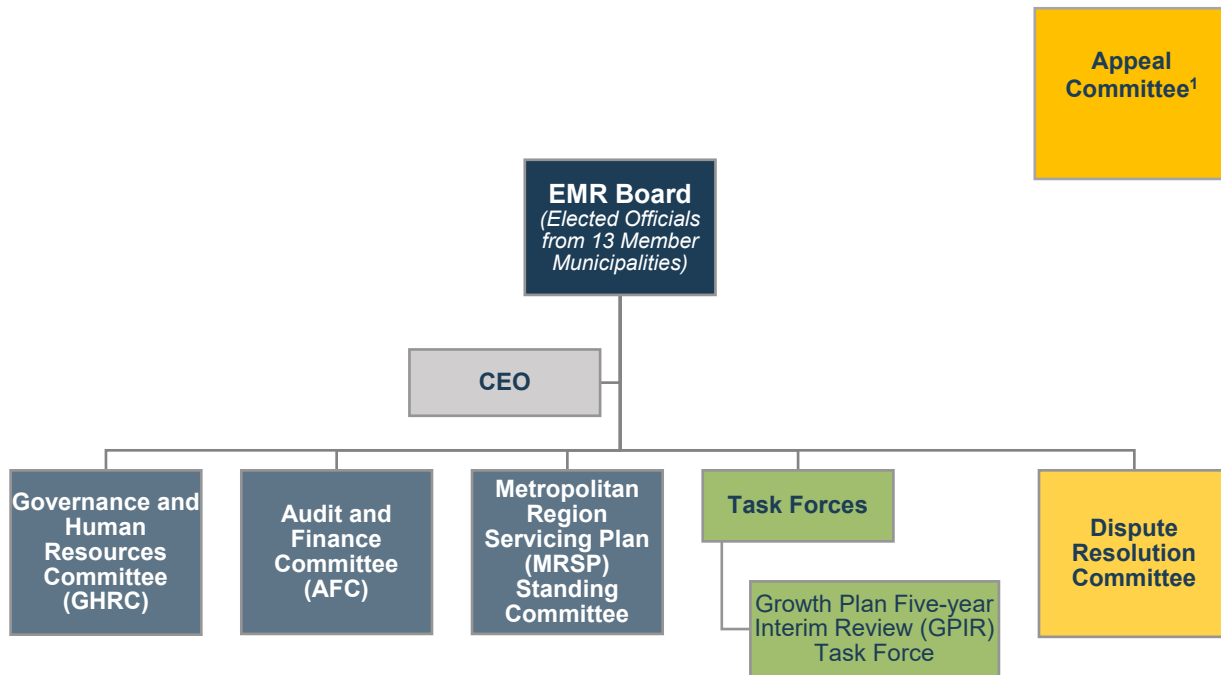 Appeal
Committee¹
EMR Board
(Elected Officials
from 13 Member
Municipalities)
CEO
Governance and
Human
Resources
Committee
(GHRC)
Audit and
Finance
Committee
(AFC)
Metropolitan
Region
Servicing Plan
(MRSP)
Standing
Committee
Task Forces
Growth Plan Five-year
Interim Review (GPIR)
Task Force
Dispute
Resolution
Committee